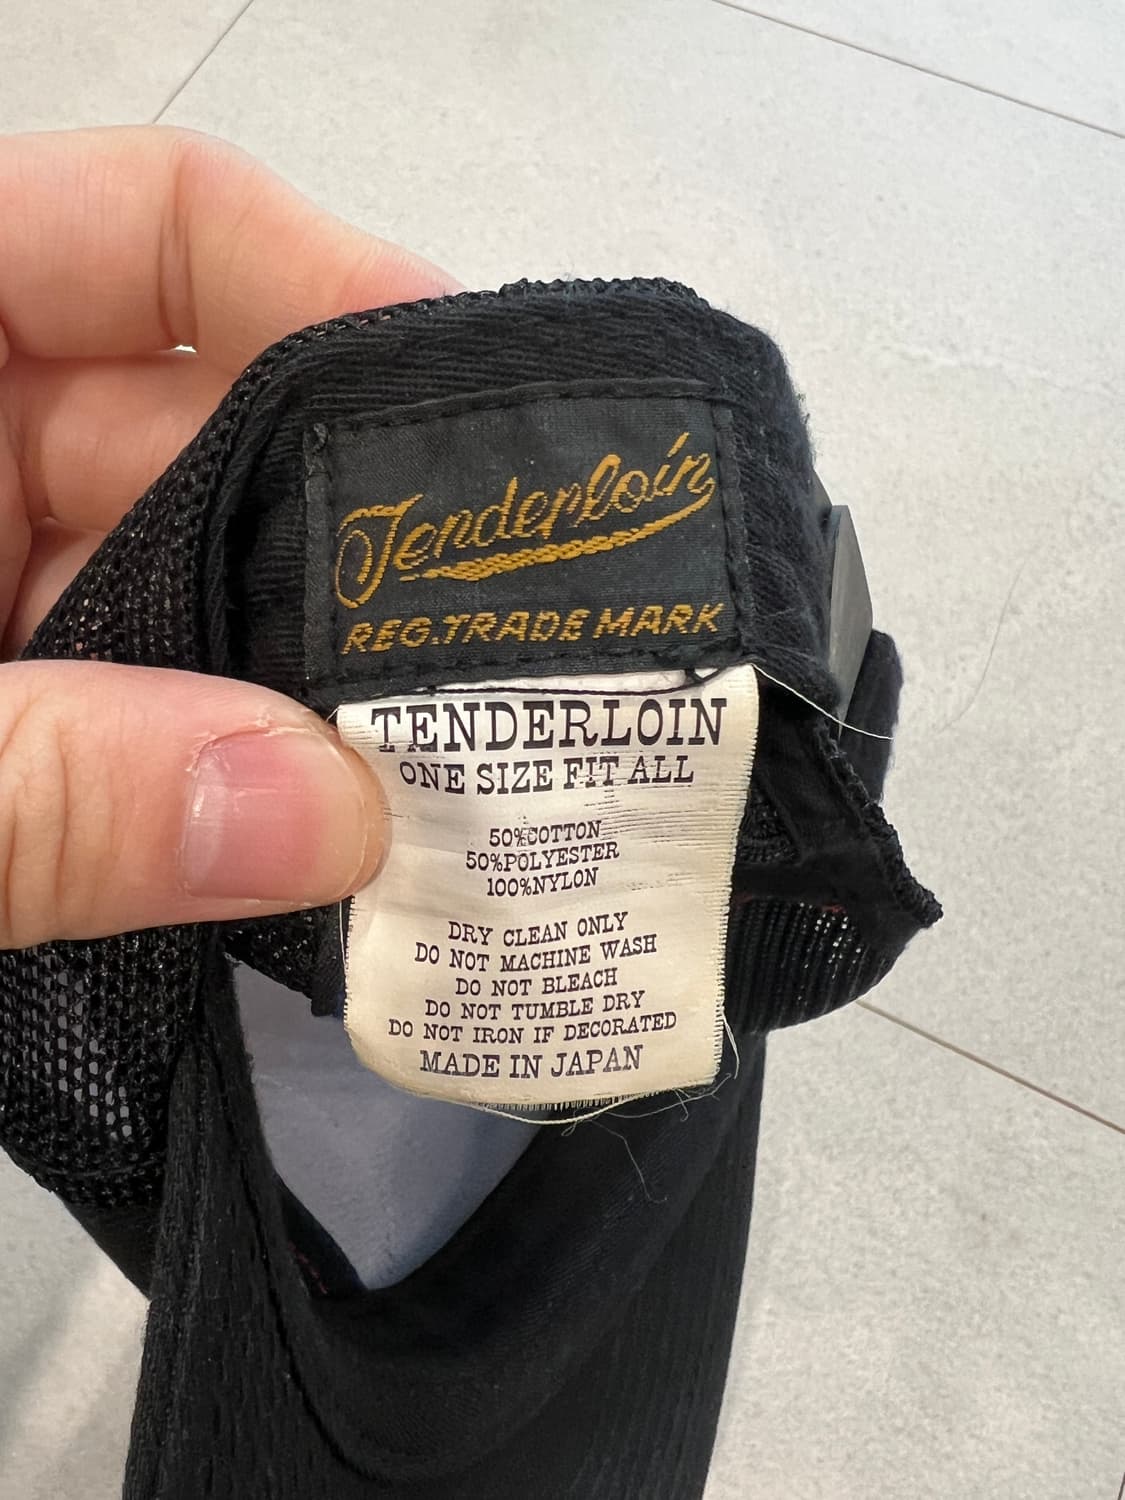 Tenderloin
REG.TRADE MARK
TENDERLOIN
ONE SIZE FIT ALL
50%COTTON
50%POLYESTER
100%NYLON
DRY CLEAN ONLY
DO NOT MACHINE WASH
DO NOT BLEACH
DO NOT TUMBLE DRY
DO NOT IRON IF DECORATED
MADE IN JAPAN